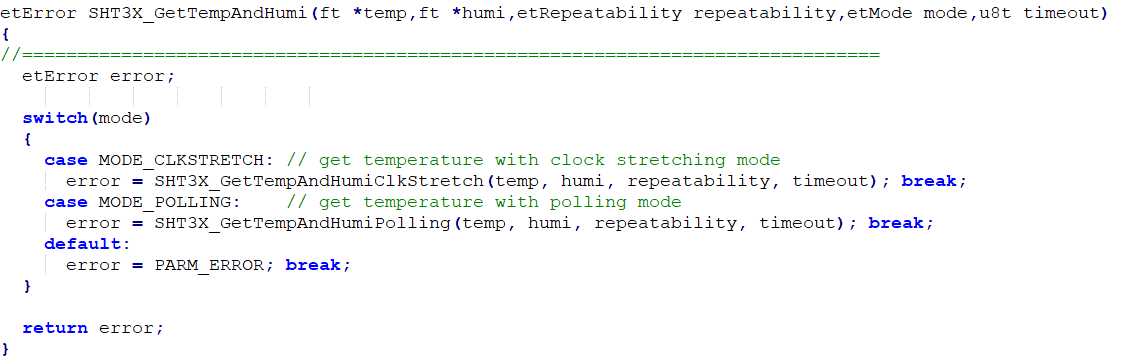 etError SHT3X_GetTempAndHumi(ft *temp,ft *humi,etRepeatability repeatability,etMode mode,u8t timeout)
{
//==============================================================================
  etError error;

  switch(mode)
  {
    case MODE_CLKSTRETCH: // get temperature with clock stretching mode
      error = SHT3X_GetTempAndHumiClkStretch(temp, humi, repeatability, timeout); break;
    case MODE_POLLING:    // get temperature with polling mode
      error = SHT3X_GetTempAndHumiPolling(temp, humi, repeatability, timeout); break;
    default:
      error = PARM_ERROR; break;
  }

  return error;
}